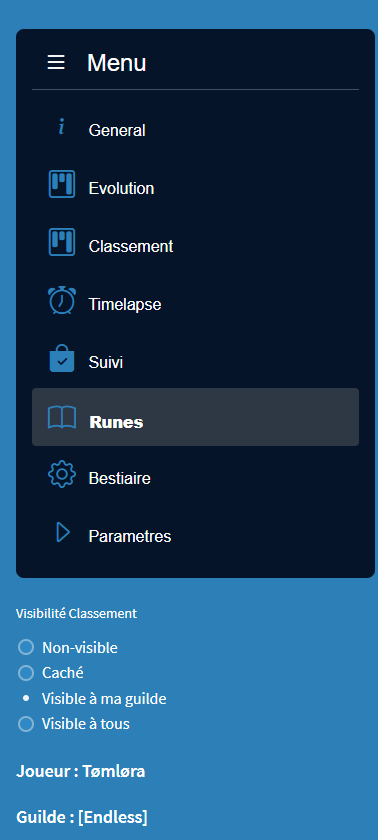 Menu
General
Evolution
Classement
Timelapse
Suivi
Runes
Bestiaire
Parametres
Visibilité Classement
Non-visible
Caché
Visible à ma guilde
Visible à tous
Joueur : Tømløra
Guilde : [Endless]